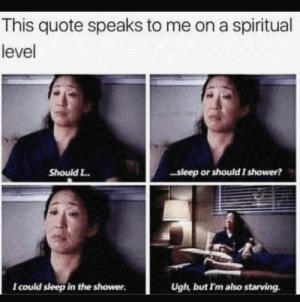 This quote speaks to me on a spiritual
level
Should I...
...sleep or should I shower?
I could sleep in the shower.
Ugh, but I'm also starving.